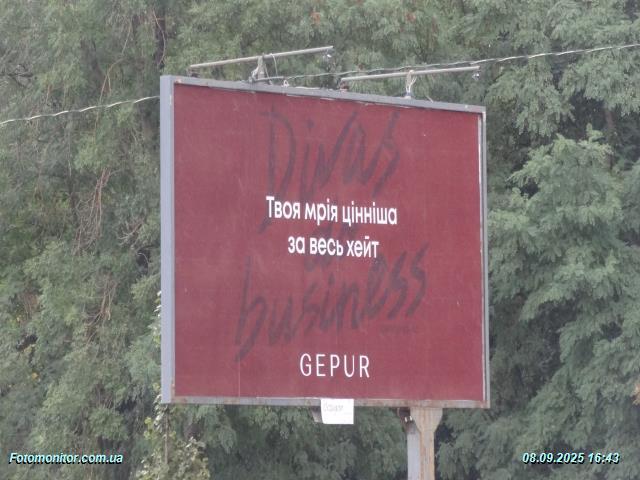 Divas
Твоя мрія цінніша
за весь хейт
business
GEPUR
Fotomonitor.com.ua
08.09.2025 16:43